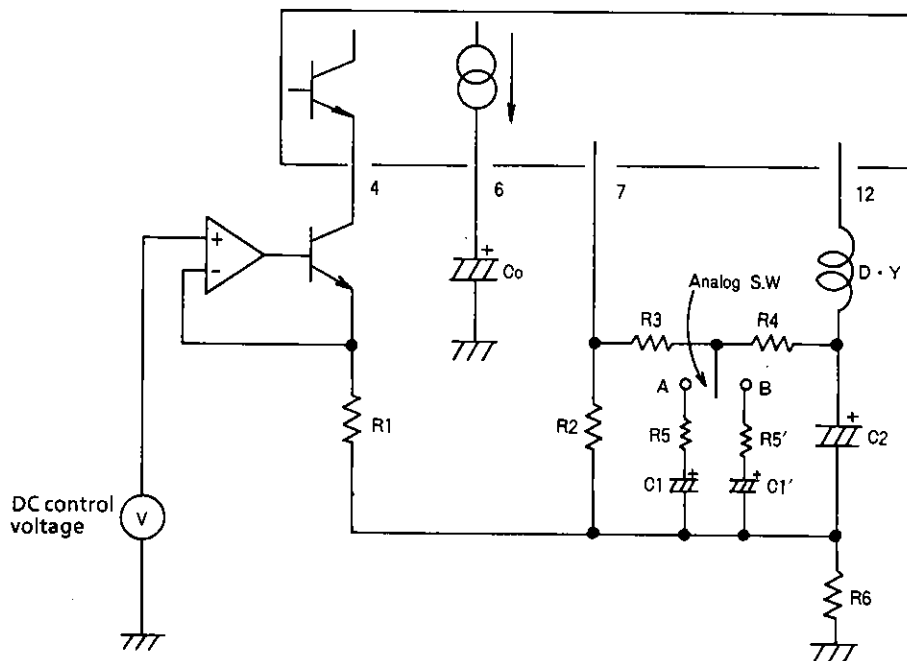 4
6
7
12
+
-
+
Co
Analog S.W
D・Y
R3
R4
A
B
+
R1
R2
R5
R5′
C2
C1
+
+
C1′
DC control
voltage
V
R6